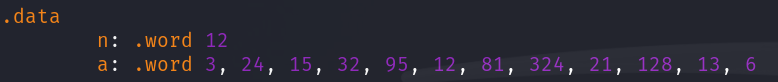 .data
n: .word 12
a: .word 3, 24, 15, 32, 95, 12, 81, 324, 21, 128, 13, 6